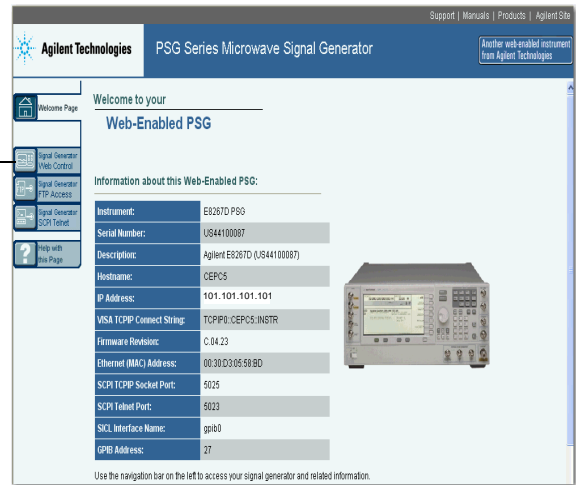 Support | Manuals | Products | Agilent Site
Agilent Technologies
PSG Series Microwave Signal Generator
Another web-enabled instrument
from Agilent Technologies
Welcome Page
Signal Generator
Web Control
Signal Generator
FTP Access
Signal Generator
SCPI Telnet
Help with
this Page
Welcome to your
Web-Enabled PSG
Information about this Web-Enabled PSG:
Instrument: E8267D PSG
Serial Number: US44100087
Description: Agilent E8267D (US44100087)
Hostname: CEPC5
IP Address: 101.101.101.101
VISA TCPIP Connect String: TCPIP0::CEPC5::INSTR
Firmware Revision: C.04.23
Ethernet (MAC) Address: 00:30:D3:05:58:BD
SCPI TCPIP Socket Port: 5025
SCPI Telnet Port: 5023
SICL Interface Name: gpib0
GPIB Address: 27
Use the navigation bar on the left to access your signal generator and related information.